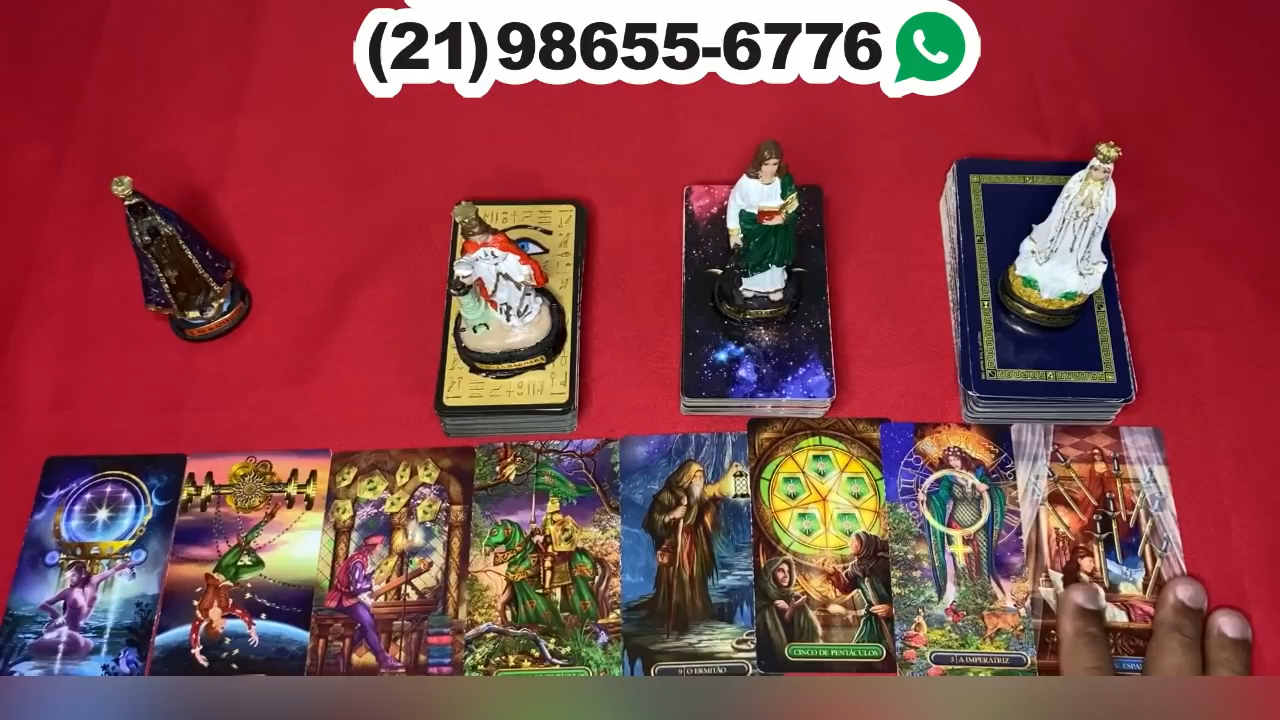 (21)98655-6776
9 | O ERMITÃO
CINCO DE PENTÁCULOS
3 | A IMPERATRIZ